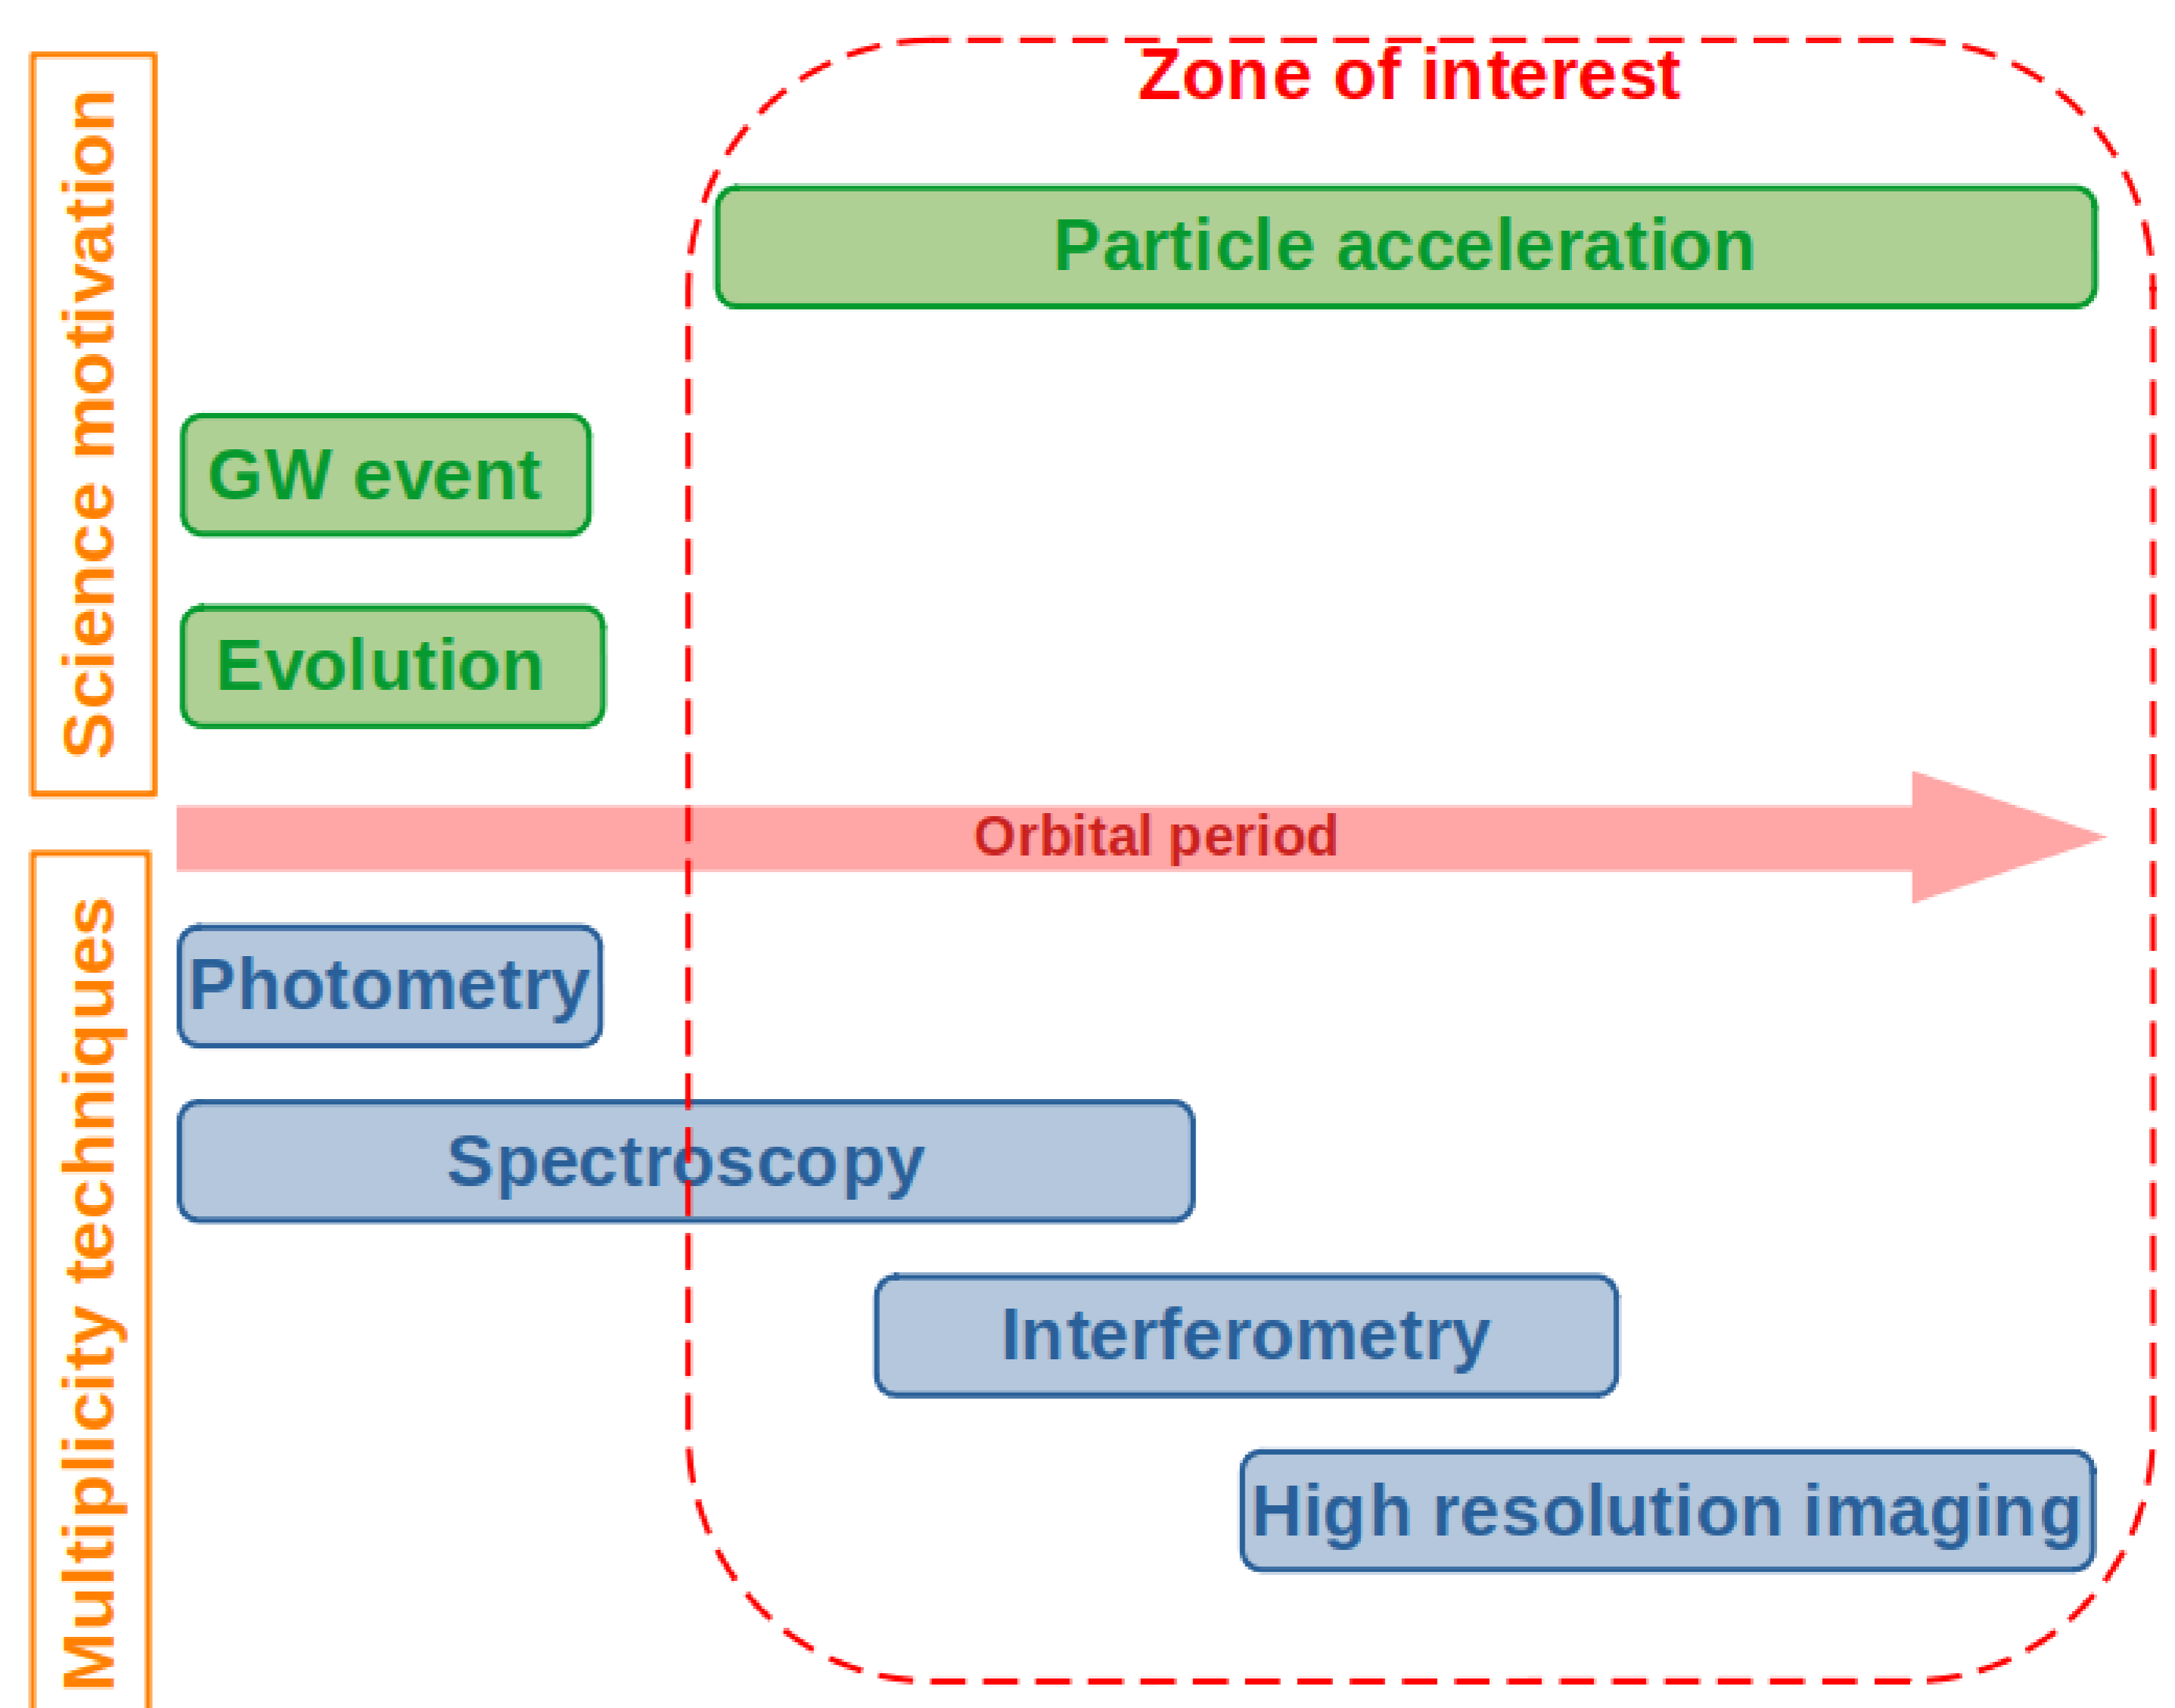 Zone of interest
Science motivation
Particle acceleration
GW event
Evolution
Orbital period
Multiplicity techniques
Photometry
Spectroscopy
Interferometry
High resolution imaging